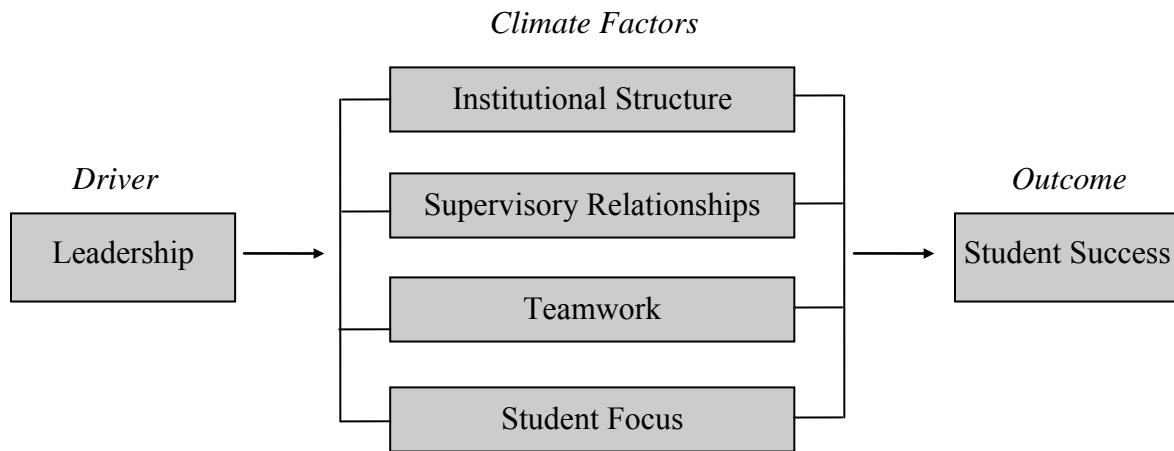 Climate Factors
Institutional Structure
Driver
Leadership
Supervisory Relationships
Teamwork
Student Focus
Outcome
Student Success